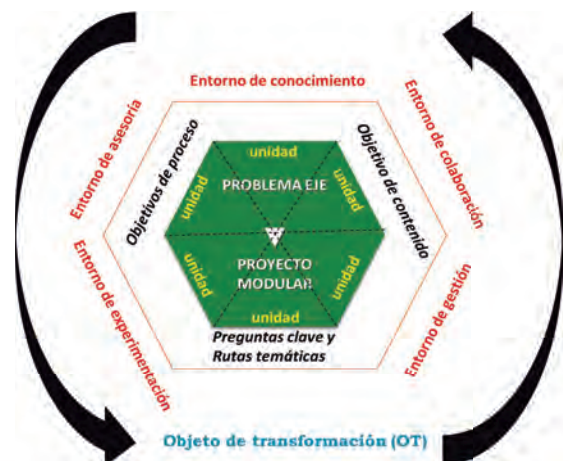 Entorno de conocimiento
Entorno de asesoría
Entorno de colaboración
Objetivos de proceso
Objetivo de contenido
unidad
unidad
unidad
PROBLEMA EJE
PROYECTO
MODULAR
unidad
unidad
unidad
Preguntas clave y
Rutas temáticas
Entorno de experimentación
Entorno de gestión
Objeto de transformación (OT)